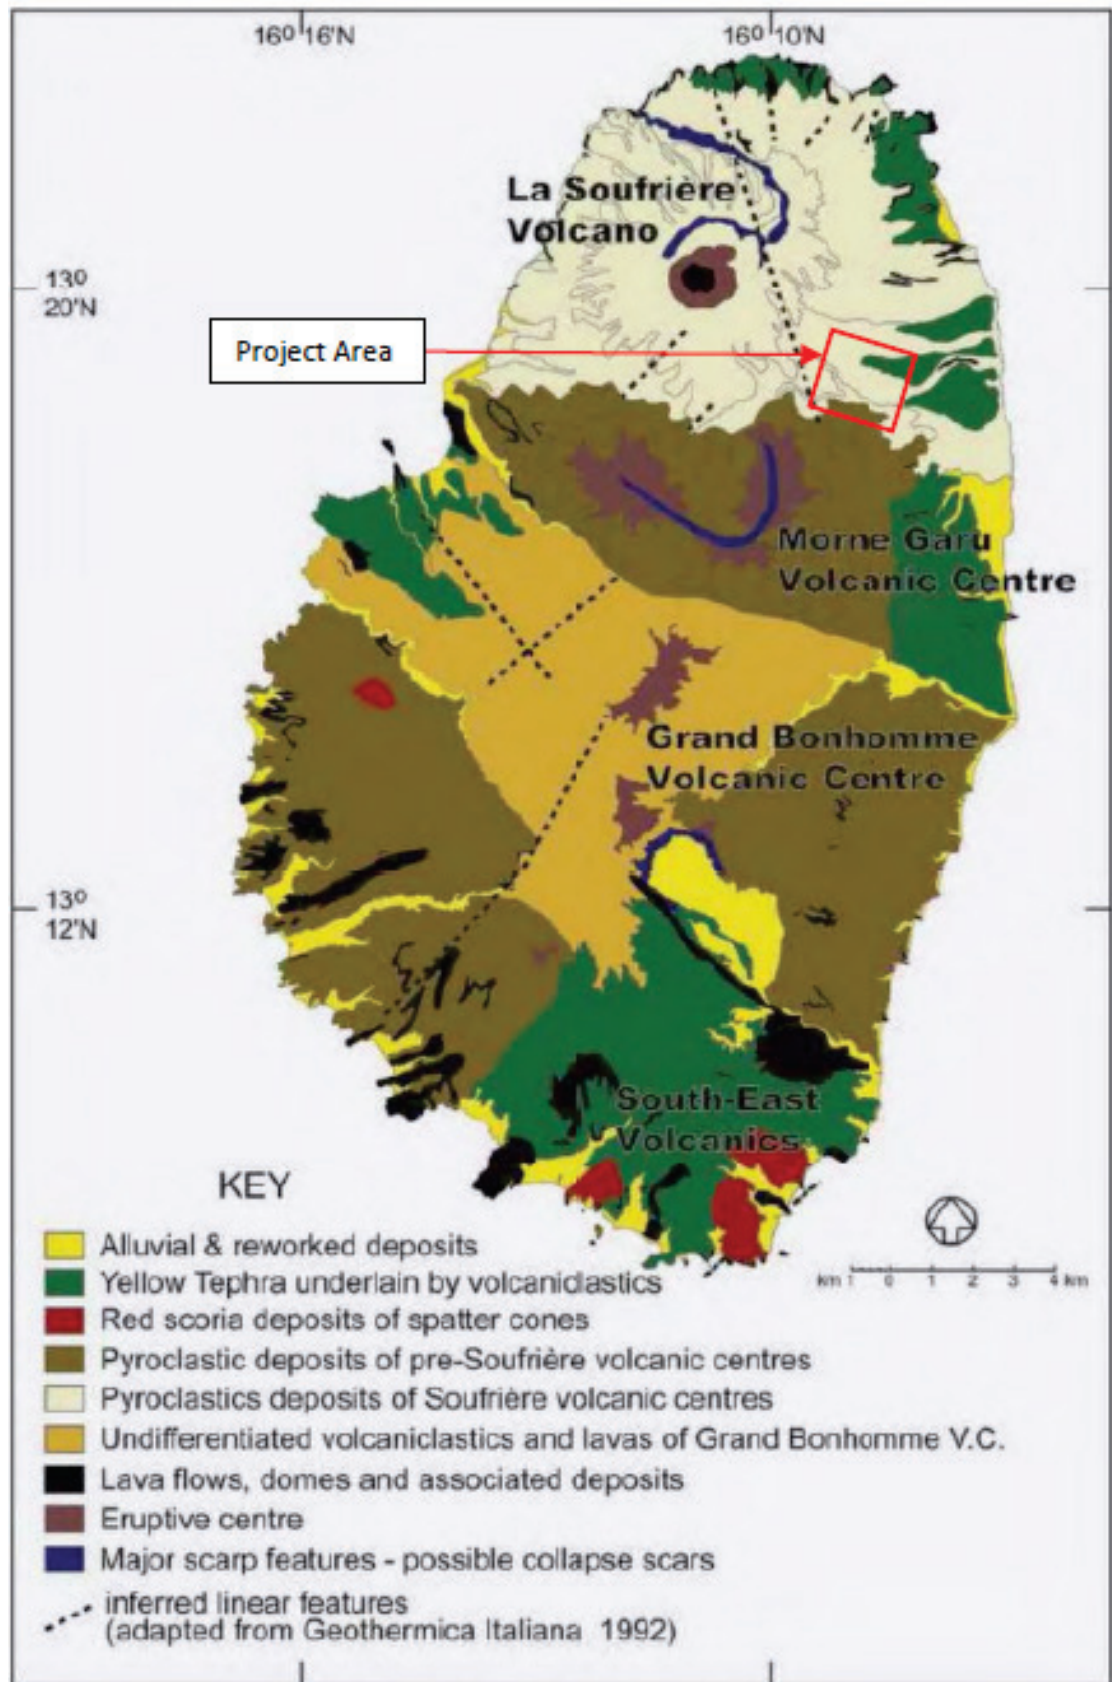 16º 16'N
16º 10'N
La Soufrière
Volcano
13º
20'N
Project Area
Morne Garu
Volcanic Centre
Grand Bonhomme
Volcanic Centre
13º
12'N
South-East
Volcanics
KEY
Alluvial & reworked deposits
Yellow Tephra underlain by volcaniclastics
Red scoria deposits of spatter cones
Pyroclastic deposits of pre-Soufrière volcanic centres
Pyroclastics deposits of Soufrière volcanic centres
Undifferentiated volcaniclastics and lavas of Grand Bonhomme V.C.
Lava flows, domes and associated deposits
Eruptive centre
Major scarp features - possible collapse scars
inferred linear features
(adapted from Geothermica Italiana 1992)
km 1 0 1 2 3 4 km